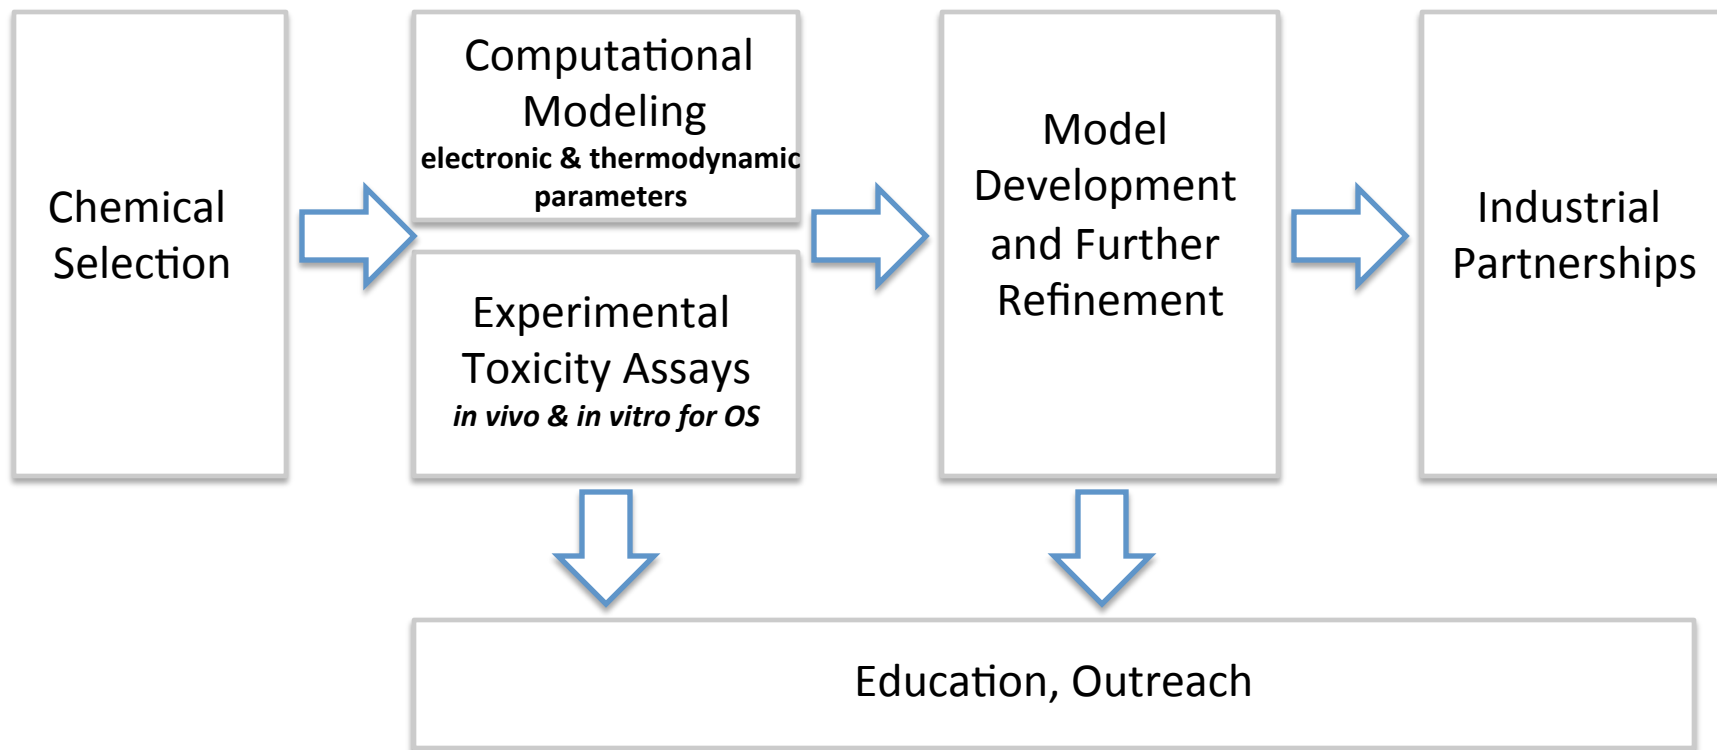 Chemical
Selection
Computational
Modeling
electronic & thermodynamic
parameters
Experimental
Toxicity Assays
in vivo & in vitro for OS
Model
Development
and Further
Refinement
Industrial
Partnerships
Education, Outreach